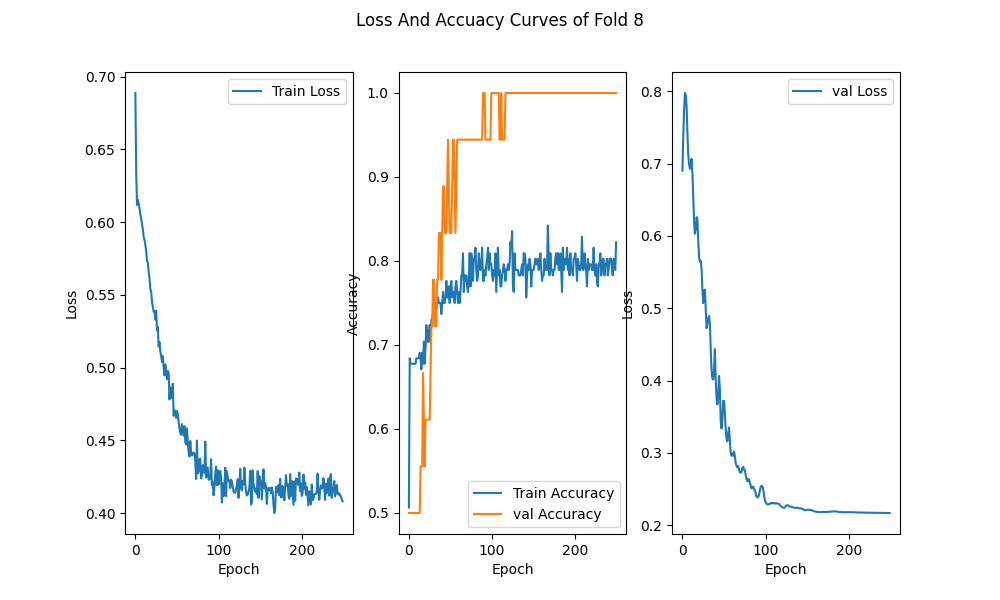 Loss And Accuacy Curves of Fold 8
Train Loss
0.70
0.65
0.60
0.55
0.50
0.45
0.40
Loss
0
100
200
Epoch
1.0
0.9
0.8
0.7
0.6
0.5
Accuracy
Train Accuracy
val Accuracy
0
100
200
Epoch
val Loss
0.8
0.7
0.6
0.5
0.4
0.3
0.2
Loss
0
100
200
Epoch